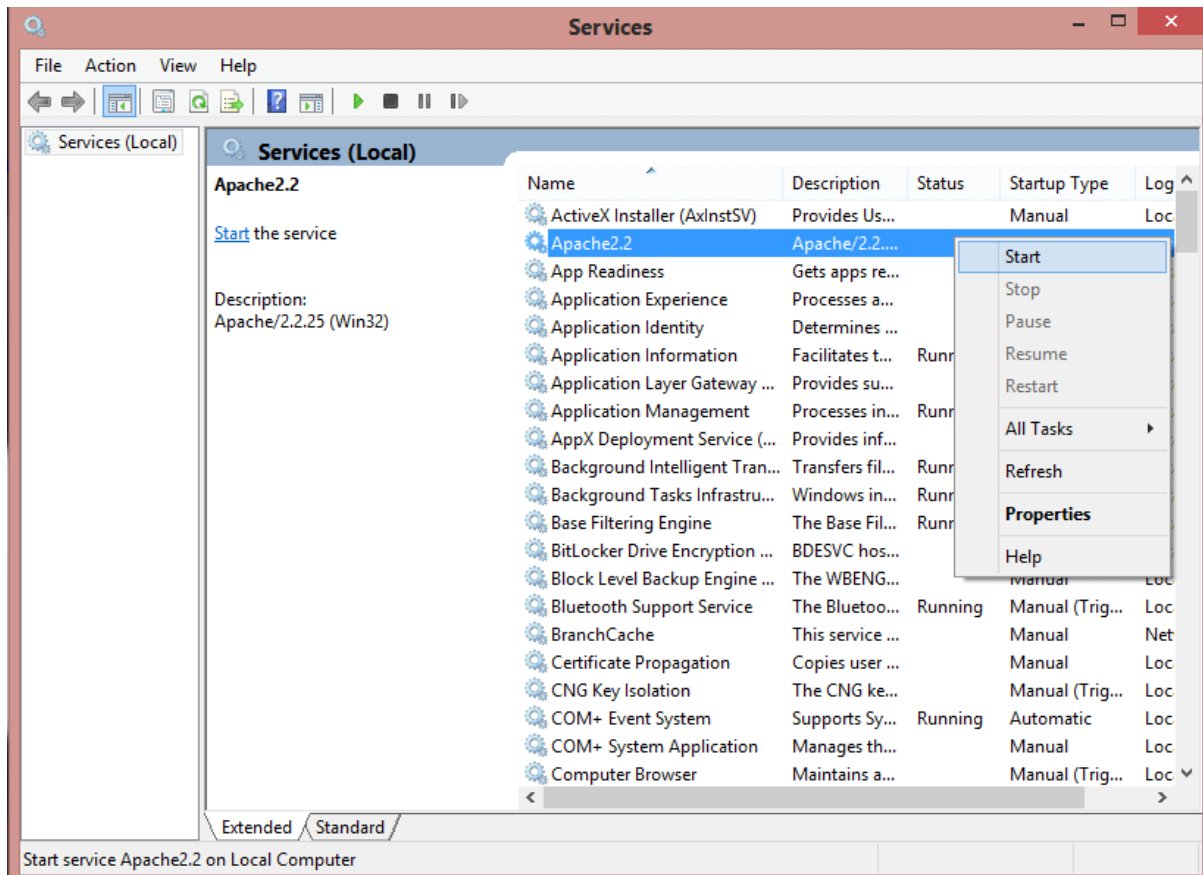 Services
File Action View Help
Services (Local)
Services (Local)
Apache2.2
Start the service
Description:
Apache/2.2.25 (Win32)
Name Description Status Startup Type Log
ActiveX Installer (AxInstSV) Provides Us... Manual Loc
Apache2.2 Apache/2.2....
App Readiness Gets apps re...
Application Experience Processes a...
Application Identity Determines ...
Application Information Facilitates t... Runr
Application Layer Gateway ... Provides su...
Application Management Processes in... Runr
AppX Deployment Service (... Provides inf...
Background Intelligent Tran... Transfers fil... Runr
Background Tasks Infrastru... Windows in... Runr
Base Filtering Engine The Base Fil... Runr
BitLocker Drive Encryption ... BDESVC hos...
Block Level Backup Engine ... The WBENG... Manual Loc
Bluetooth Support Service The Bluetoo... Running Manual (Trig... Loc
BranchCache This service ... Manual Net
Certificate Propagation Copies user ... Manual Loc
CNG Key Isolation The CNG ke... Manual (Trig... Loc
COM+ Event System Supports Sy... Running Automatic Loc
COM+ System Application Manages th... Manual Loc
Computer Browser Maintains a... Manual (Trig... Loc
Start
Stop
Pause
Resume
Restart
All Tasks
Refresh
Properties
Help
Extended Standard
Start service Apache2.2 on Local Computer